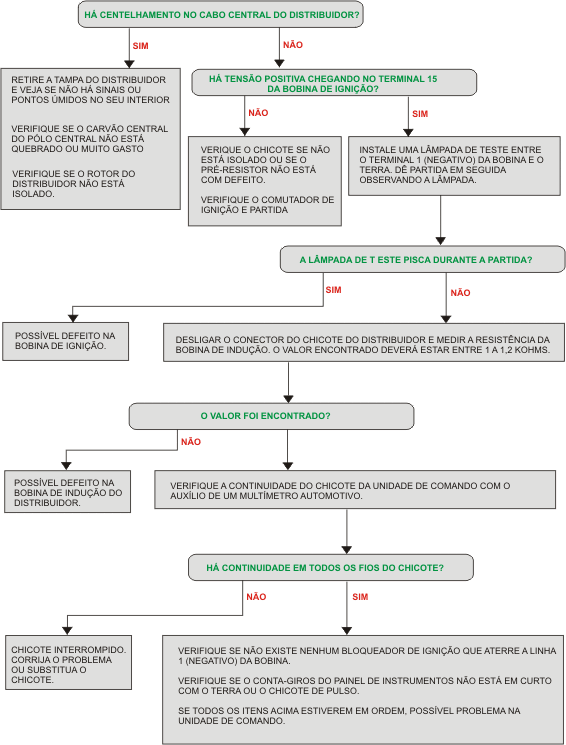 HÁ CENTELHAMENTO NO CABO CENTRAL DO DISTRIBUIDOR?
SIM
NÃO
RETIRE A TAMPA DO DISTRIBUIDOR
E VEJA SE NÃO HÁ SINAIS OU
PONTOS ÚMIDOS NO SEU INTERIOR
VERIFIQUE SE O CARVÃO CENTRAL
DO PÓLO CENTRAL NÃO ESTÁ
QUEBRADO OU MUITO GASTO
VERIFIQUE SE O ROTOR DO
DISTRIBUIDOR NÃO ESTÁ
ISOLADO.
HÁ TENSÃO POSITIVA CHEGANDO NO TERMINAL 15
DA BOBINA DE IGNIÇÃO?
NÃO
SIM
VERIQUE O CHICOTE SE NÃO
ESTÁ ISOLADO OU SE O
PRÉ-RESISTOR NÃO ESTÁ
COM DEFEITO.
VERIFIQUE O COMUTADOR DE
IGNIÇÃO E PARTIDA
INSTALE UMA LÂMPADA DE TESTE ENTRE
O TERMINAL 1 (NEGATIVO) DA BOBINA E O
TERRA. DÊ PARTIDA EM SEGUIDA
OBSERVANDO A LÂMPADA.
A LÂMPADA DE T ESTE PISCA DURANTE A PARTIDA?
SIM
NÃO
POSSÍVEL DEFEITO NA
BOBINA DE IGNIÇÃO.
DESLIGAR O CONECTOR DO CHICOTE DO DISTRIBUIDOR E MEDIR A RESISTÊNCIA DA
BOBINA DE INDUÇÃO. O VALOR ENCONTRADO DEVERÁ ESTAR ENTRE 1 A 1,2 KOHMS.
O VALOR FOI ENCONTRADO?
NÃO
POSSÍVEL DEFEITO NA
BOBINA DE INDUÇÃO DO
DISTRIBUIDOR.
VERIFIQUE A CONTINUIDADE DO CHICOTE DA UNIDADE DE COMANDO COM O
AUXÍLIO DE UM MULTÍMETRO AUTOMOTIVO.
HÁ CONTINUIDADE EM TODOS OS FIOS DO CHICOTE?
NÃO
SIM
CHICOTE INTERROMPIDO.
CORRIJA O PROBLEMA
OU SUBSTITUA O
CHICOTE.
VERIFIQUE SE NÃO EXISTE NENHUM BLOQUEADOR DE IGNIÇÃO QUE ATERRE A LINHA
1 (NEGATIVO) DA BOBINA.
VERIFIQUE SE O CONTA-GIROS DO PAINEL DE INSTRUMENTOS NÃO ESTÁ EM CURTO
COM O TERRA OU O CHICOTE DE PULSO.
SE TODOS OS ITENS ACIMA ESTIVEREM EM ORDEM, POSSÍVEL PROBLEMA NA
UNIDADE DE COMANDO.